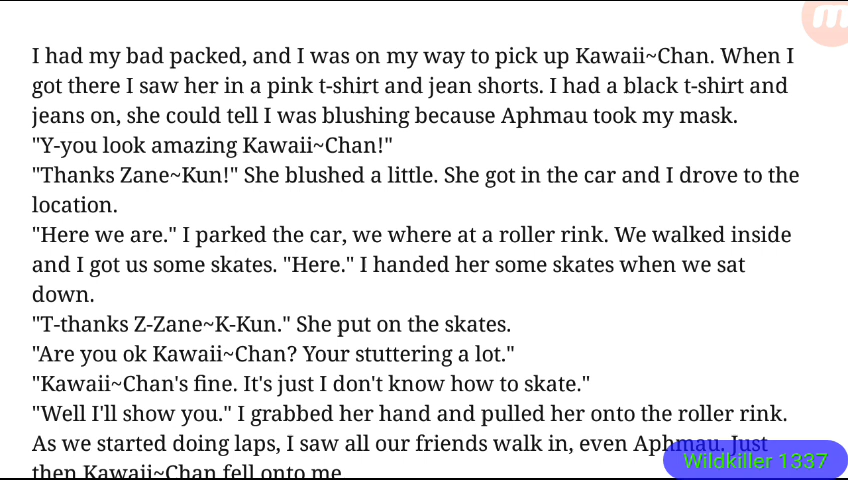 I had my bad packed, and I was on my way to pick up Kawaii~Chan. When I
got there I saw her in a pink t-shirt and jean shorts. I had a black t-shirt and
jeans on, she could tell I was blushing because Aphmau took my mask.
"Y-you look amazing Kawaii~Chan!"
"Thanks Zane~Kun!" She blushed a little. She got in the car and I drove to the
location.
"Here we are." I parked the car, we where at a roller rink. We walked inside
and I got us some skates. "Here." I handed her some skates when we sat
down.
"T-thanks Z-Zane~K-Kun." She put on the skates.
"Are you ok Kawaii~Chan? Your stuttering a lot."
"Kawaii~Chan's fine. It's just I don't know how to skate."
"Well I'll show you." I grabbed her hand and pulled her onto the roller rink.
As we started doing laps, I saw all our friends walk in, even Aphmau. Just
then Kawaii~Chan fell onto me
Wildkiller 1337